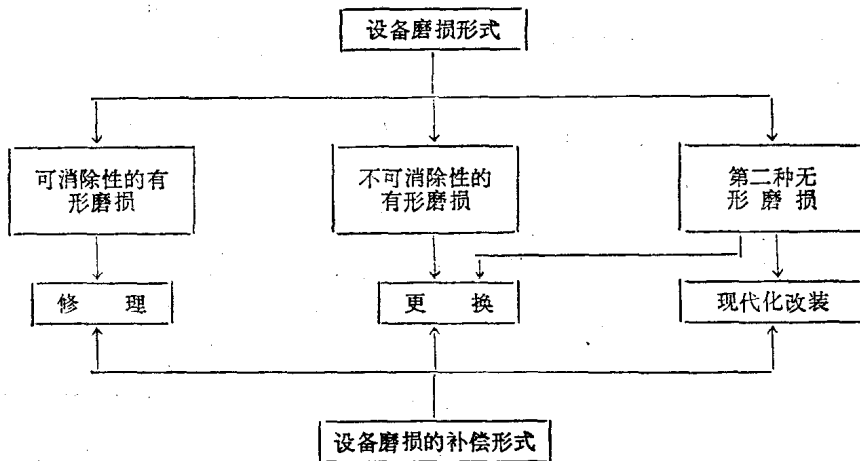 设备磨损形式
可消除性的有
形磨损
不可消除性的
有形磨损
第二种无
形磨损
修理
更换
现代化改装
设备磨损的补偿形式